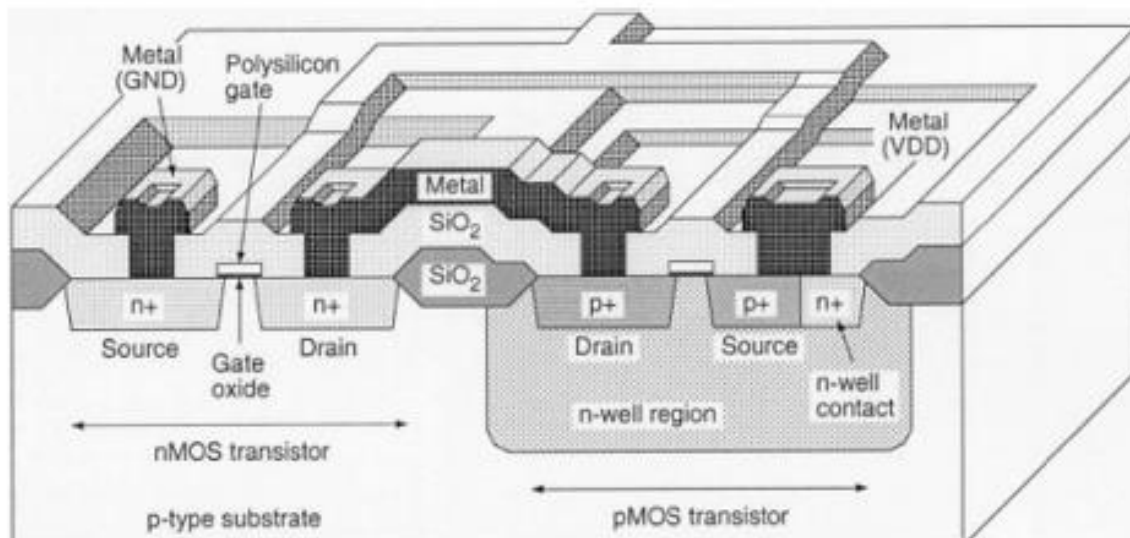 Metal
(GND)
Polysilicon
gate
Metal
(VDD)
Metal
SiO2
SiO2
n+
n+
p+
p+
n+
Source
Drain
Drain
Source
Gate
oxide
n-well
contact
n-well region
nMOS transistor
pMOS transistor
p-type substrate